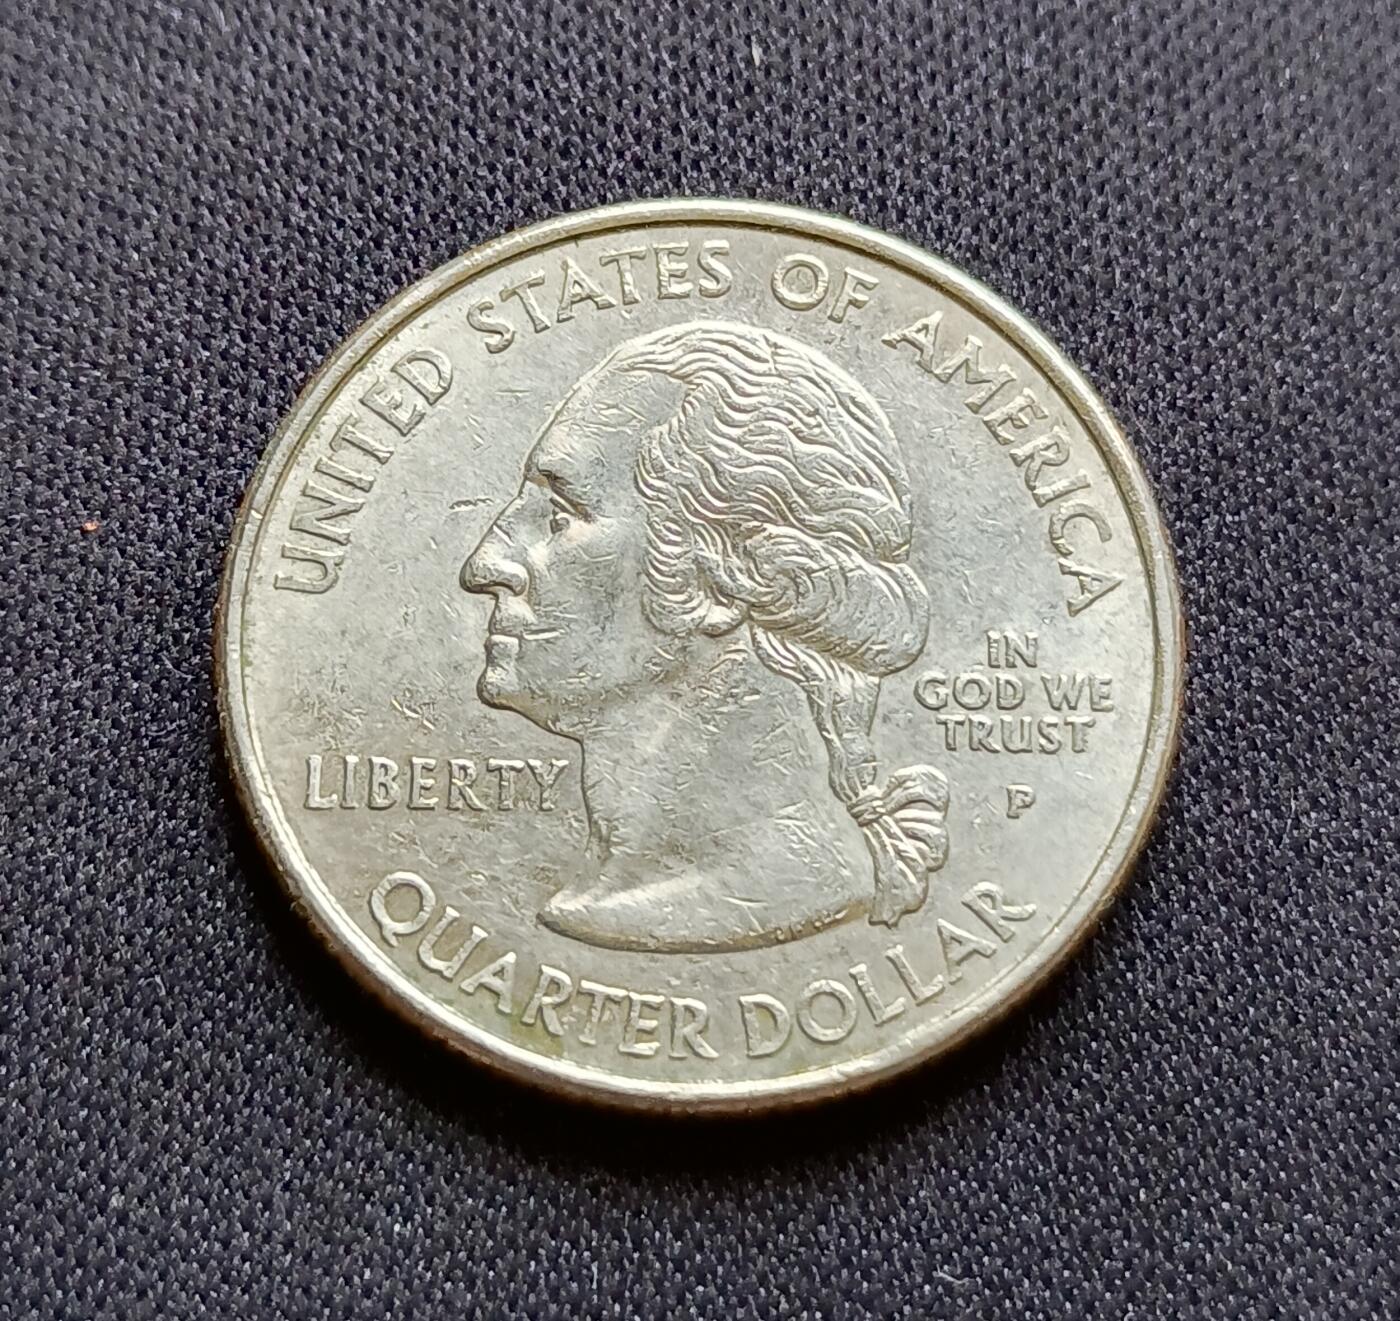 UNITED STATES OF AMERICA
LIBERTY
IN
GOD WE
TRUST
P
QUARTER DOLLAR